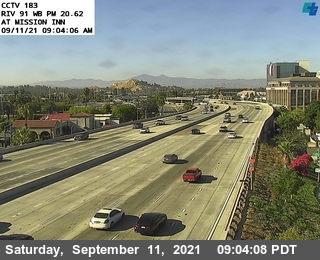 CCTV 183
RIV 91 WB PM 20.62
AT MISSION INN
09/11/21 09:04:06 AM
Saturday, September 11, 2021 09:04:08 PDT